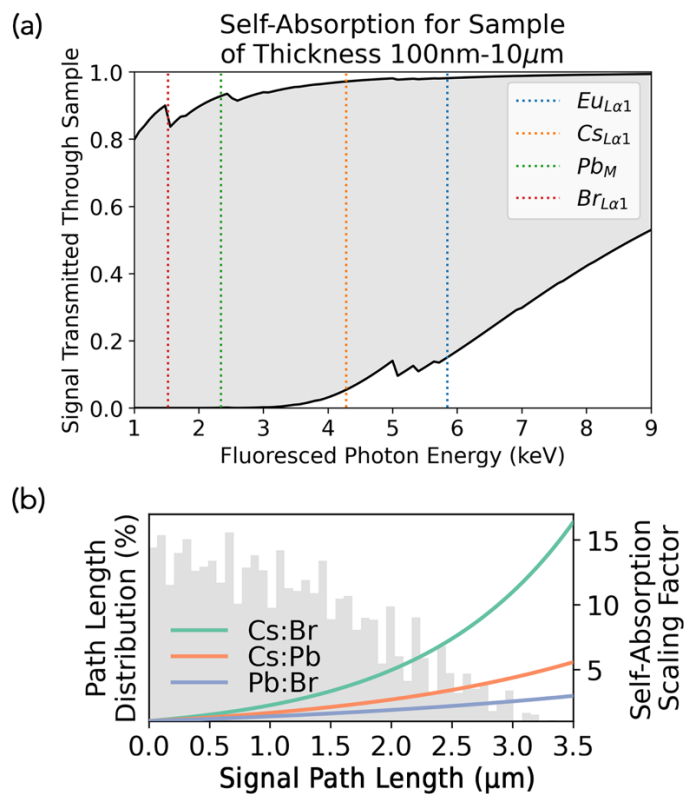 (a)
Self-Absorption for Sample
of Thickness 100nm-10μm
Signal Transmitted Through Sample
1.0
0.8
0.6
0.4
0.2
0.0
Eu_Lα1
Cs_Lα1
Pb_M
Br_Lα1
1 2 3 4 5 6 7 8 9
Fluoresced Photon Energy (keV)
(b)
Path Length
Distribution (%)
Cs:Br
Cs:Pb
Pb:Br
15
10
5
Self-Absorption
Scaling Factor
0.0 0.5 1.0 1.5 2.0 2.5 3.0 3.5
Signal Path Length (μm)